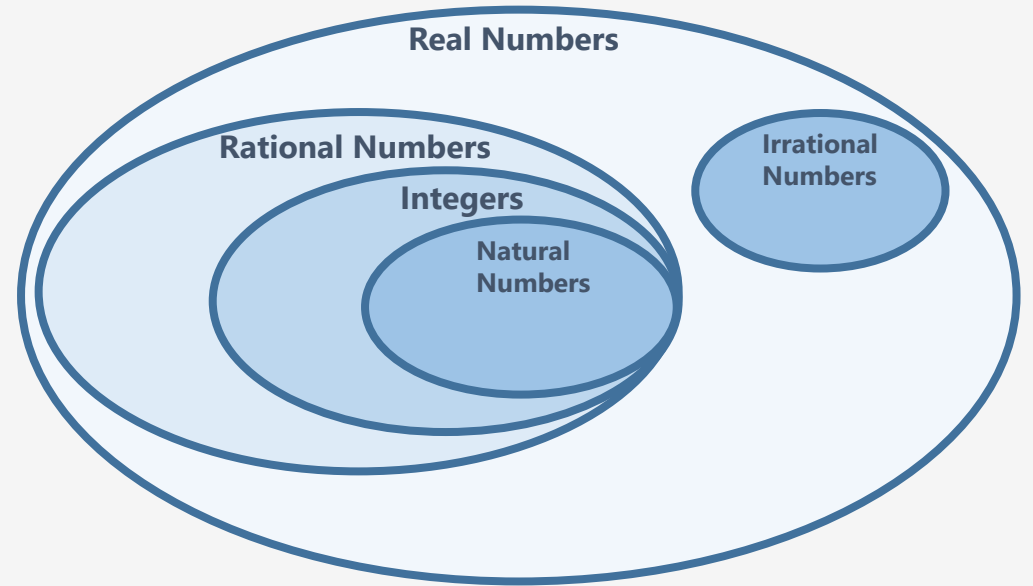 Real Numbers
Rational Numbers
Irrational
Numbers
Integers
Natural
Numbers